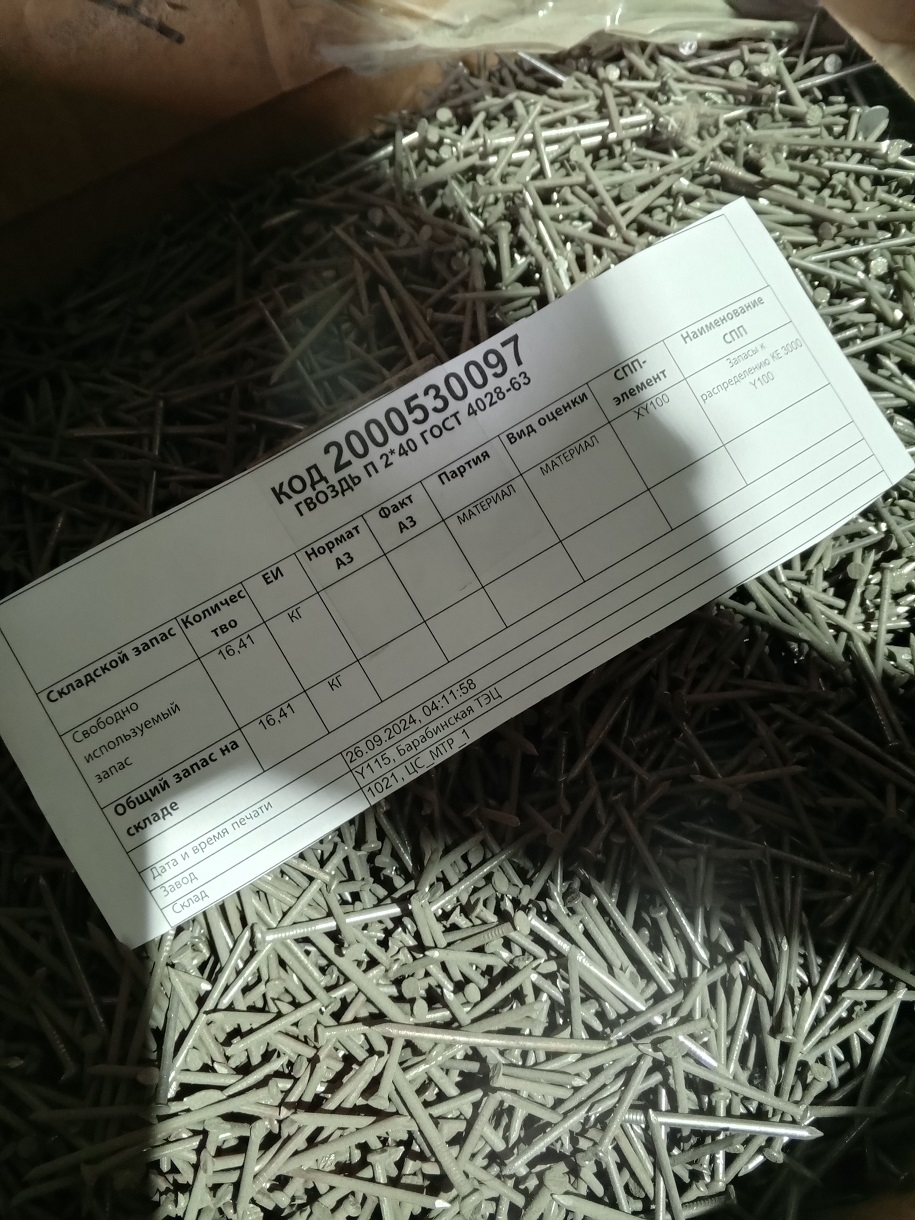 КОД 2000530097
ГВОЗДЬ П 2*40 ГОСТ 4028-63
Складской запас
Количес
тво
ЕИ
Нормат
АЗ
Факт
АЗ
Партия
Вид оценки
СПП-
элемент
Наименование
СПП
Свободно
используемый
запас
16,41
КГ
МАТЕРИАЛ
МАТЕРИАЛ
XY100
Запасы к
распределению КЕ 3000
Y100
Общий запас на
складе
16,41
КГ
Дата и время печати
26.09.2024, 04:11:58
Завод
Y115, Барабинская ТЭЦ
Склад
1021, ЦС_МТР_1